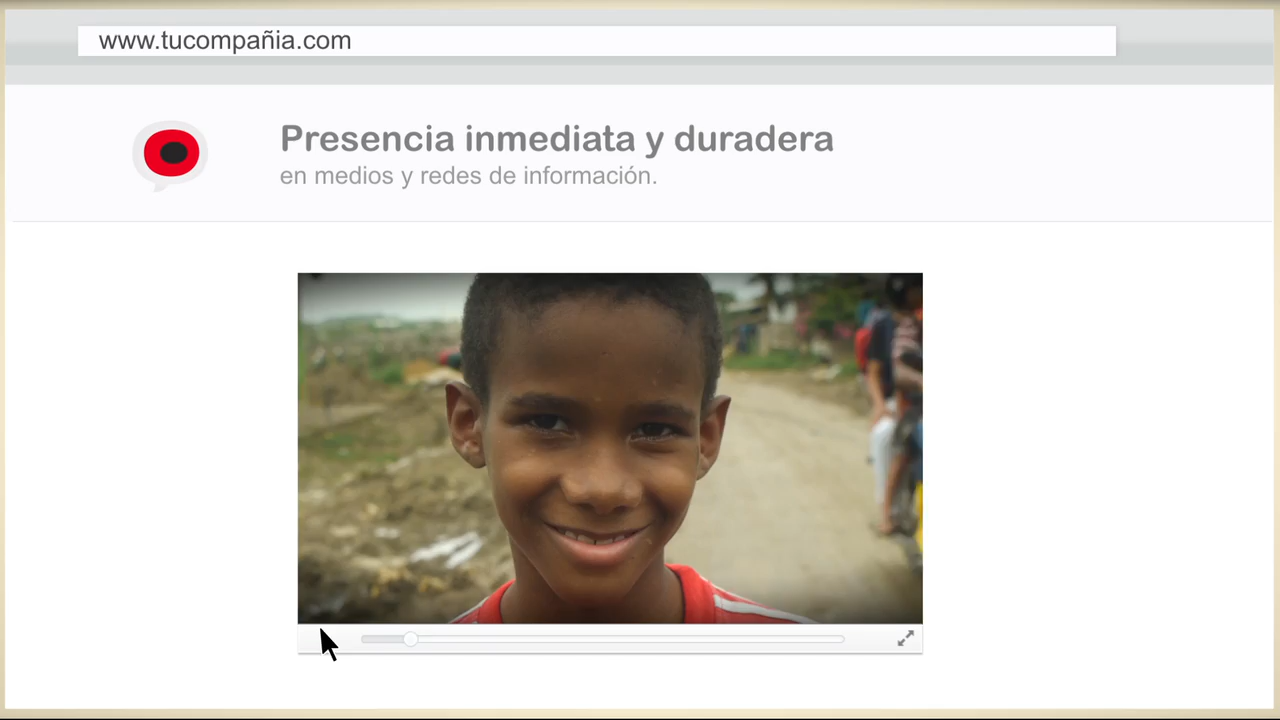 www.tucompañia.com
Presencia inmediata y duradera
en medios y redes de información.